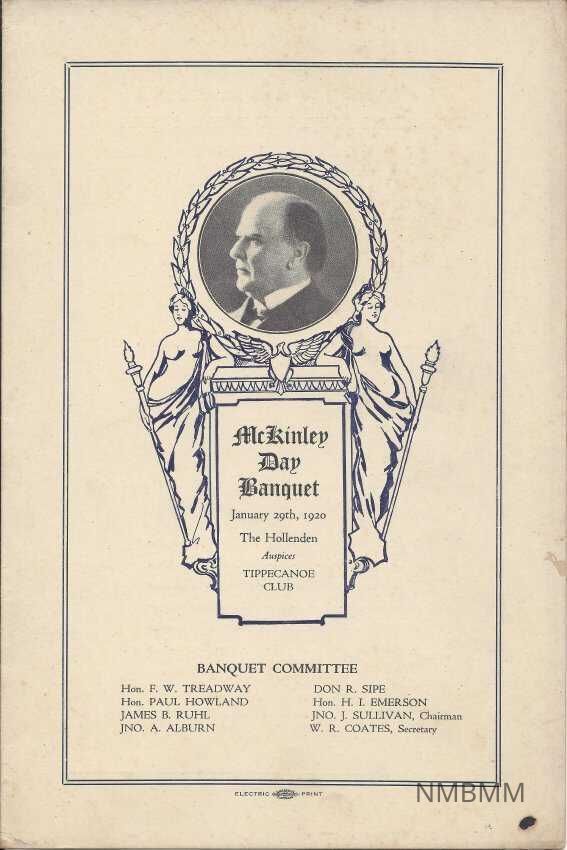 McKinley
Day
Banquet
January 29th, 1920
The Hollenden
Auspices
TIPPECANOE
CLUB
BANQUET COMMITTEE
Hon. F. W. TREADWAY
Hon. PAUL HOWLAND
JAMES B. RUHL
JNO. A. ALBURN
DON R. SIPE
Hon. H. I. EMERSON
JNO. J. SULLIVAN, Chairman
W. R. COATES, Secretary
ELECTRIC PRINT
NMBMM